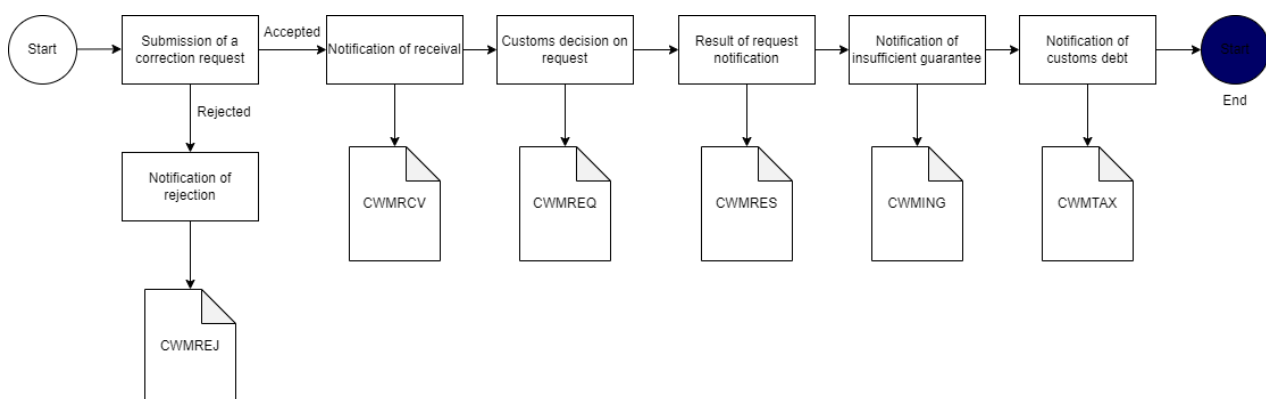 Start
Submission of a
correction request
Accepted
Notification of receival
Customs decision on
request
Result of request
notification
Notification of
insufficient guarantee
Notification of
customs debt
Start
End
Rejected
Notification of
rejection
CWMRCV
CWMREQ
CWMRES
CWMING
CWMTAX
CWMREJ